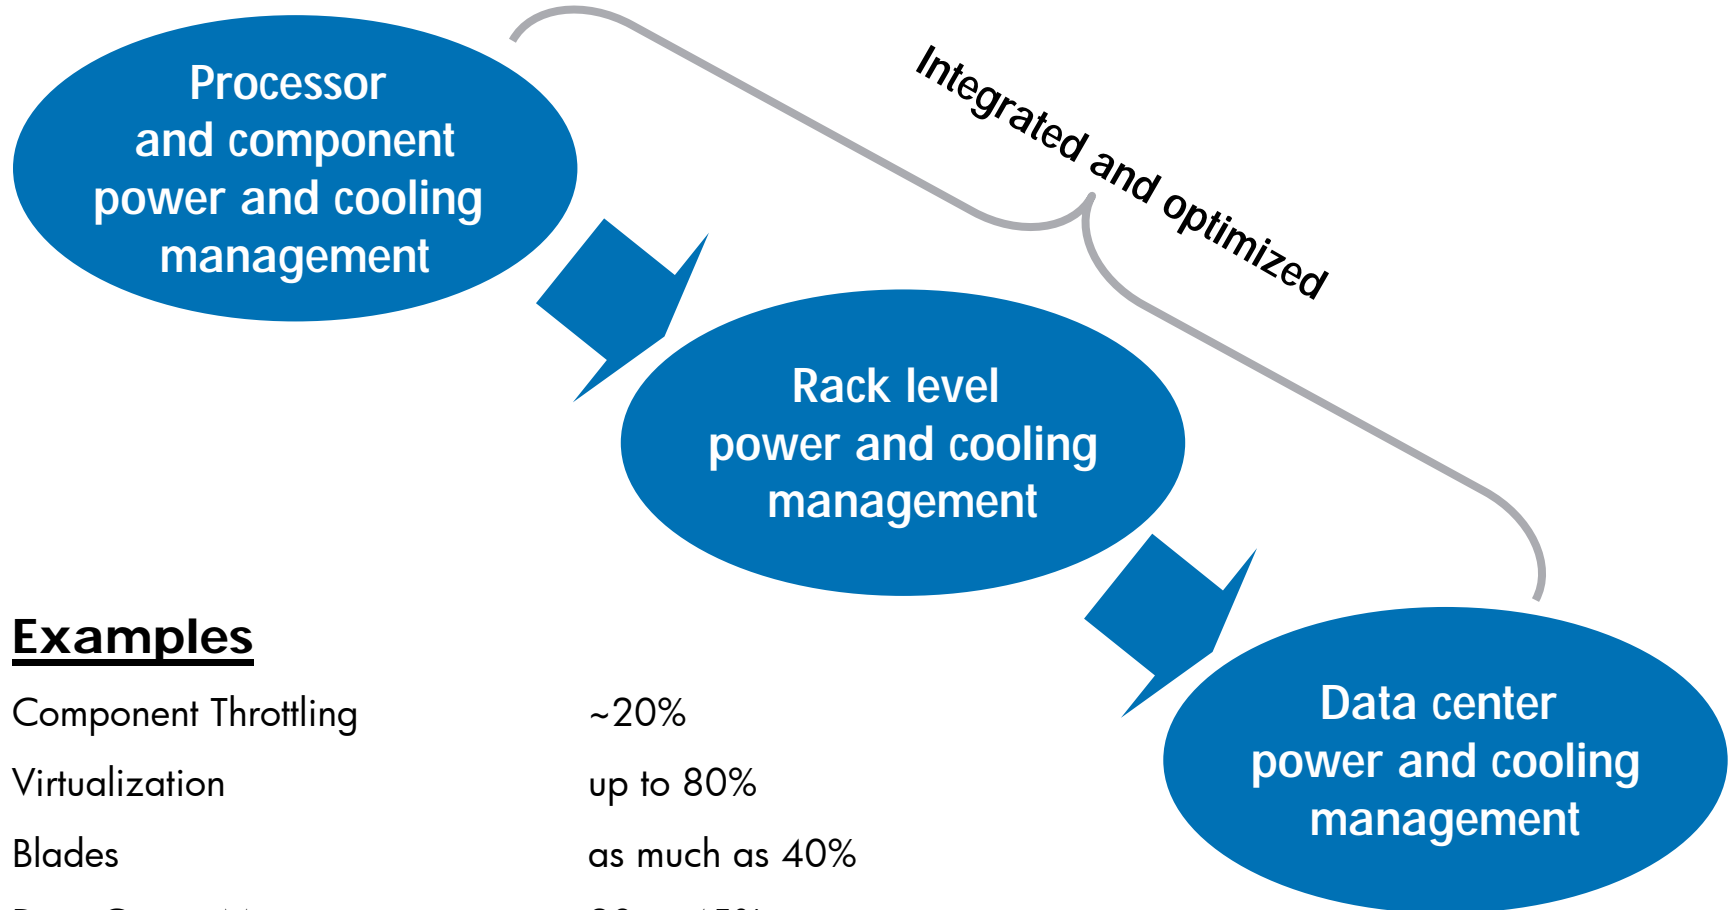 Processor
and component
power and cooling
management
Integrated and optimized
Rack level
power and cooling
management
Data center
power and cooling
management
Examples
Component Throttling ~20%
Virtualization up to 80%
Blades as much as 40%